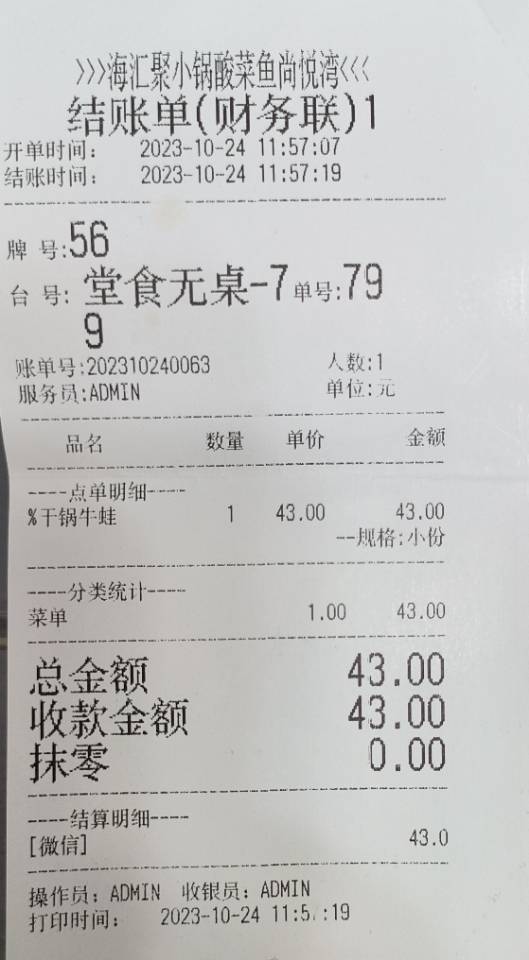 >>>海汇聚小锅酸菜鱼尚悦湾<<<
结账单(财务联)1
开单时间: 2023-10-24 11:57:07
结账时间: 2023-10-24 11:57:19
牌 号:56
台 号: 堂食无桌-7 单号:79
9
账单号:202310240063 人数:1
服务员:ADMIN 单位:元
品名 数量 单价 金额
----点单明细----
%干锅牛蛙 1 43.00 43.00
--规格:小份
----分类统计----
菜单 1.00 43.00
总金额 43.00
收款金额 43.00
抹零 0.00
----结算明细----
[微信] 43.0
操作员: ADMIN 收银员: ADMIN
打印时间: 2023-10-24